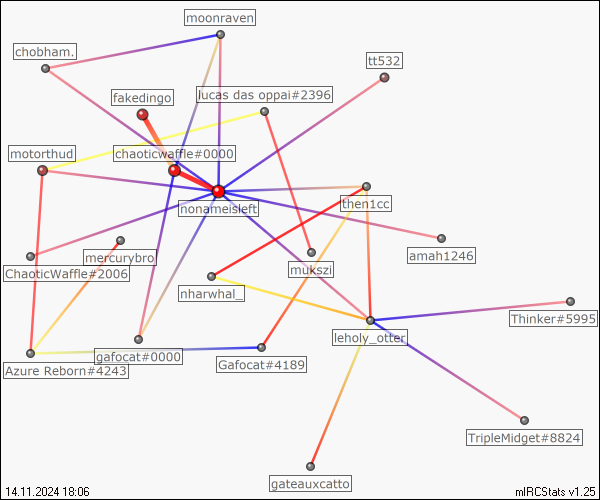 moonraven
chobham.
tt532
fakedingo
lucas das oppai#2396
motorthud
chaoticwaffle#0000
nonameisleft
then1cc
mercurybro
amah1246
ChaoticWaffle#2006
mukszi
nharwhal_
Thinker#5995
leholy_otter
gafocat#0000
Gafocat#4189
Azure Reborn#4243
TripleMidget#8824
gateauxcatto
14.11.2024 18:06
mIRCStats v1.25